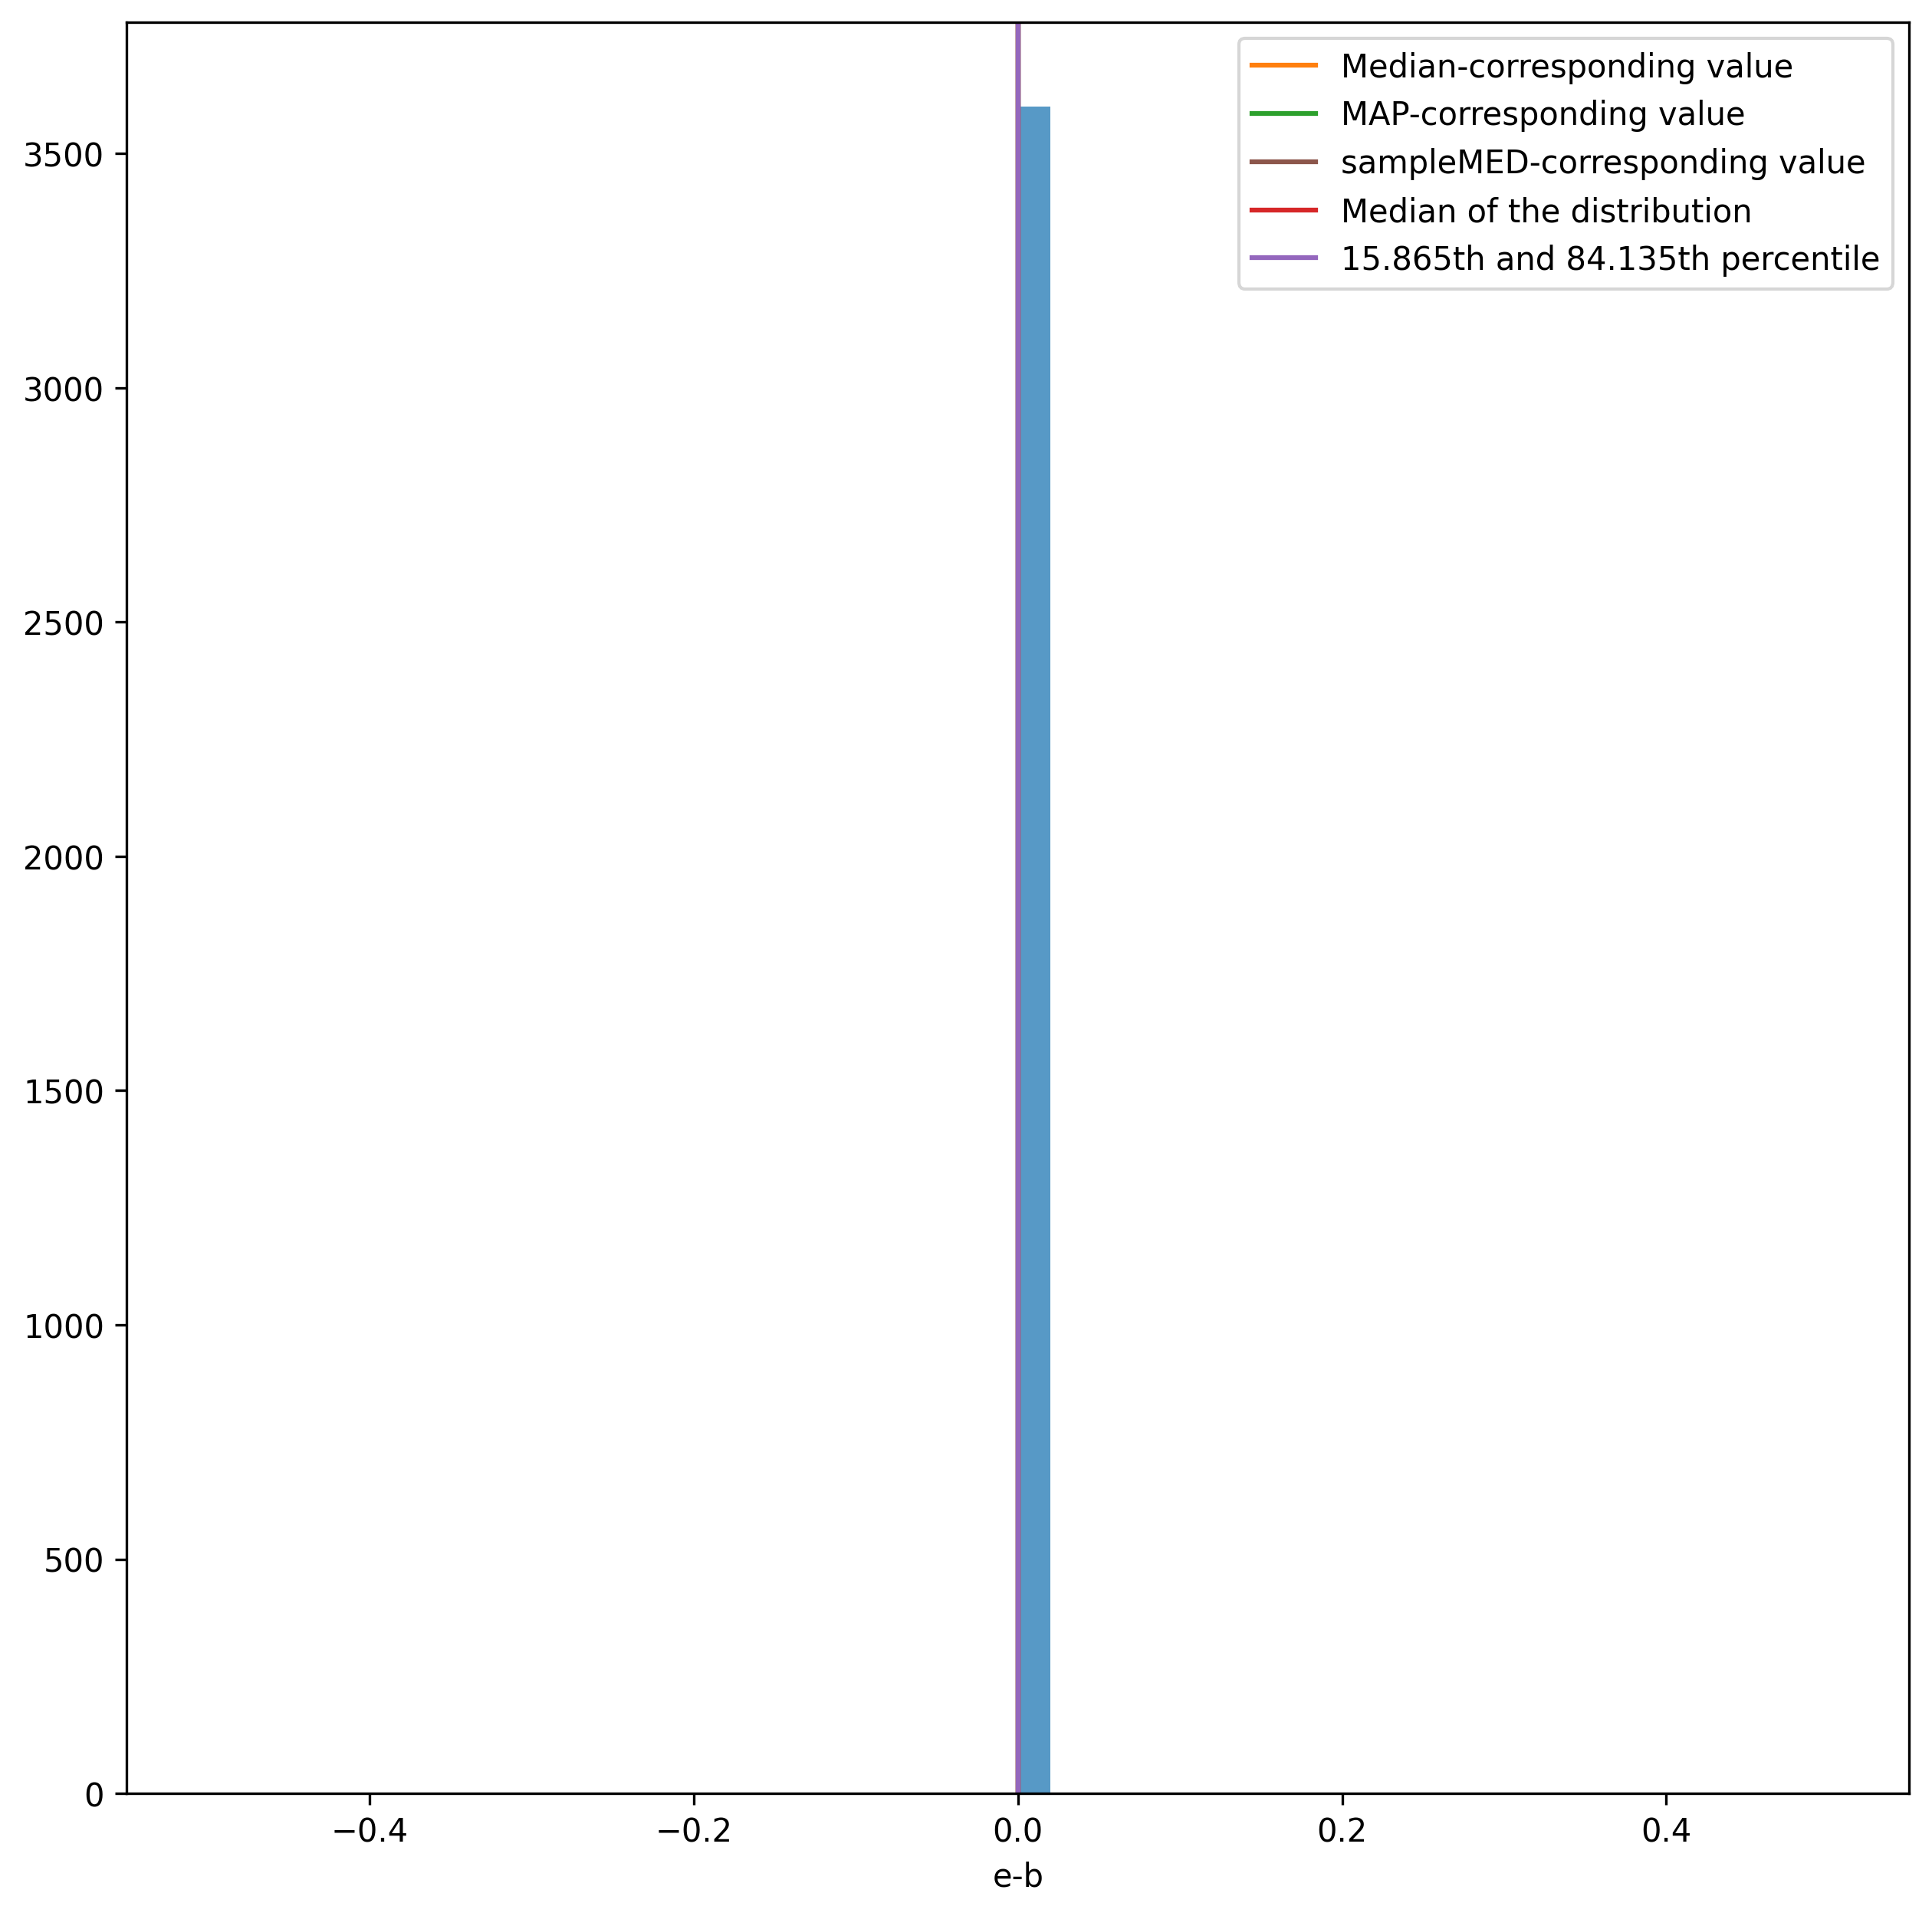 Median-corresponding value
MAP-corresponding value
sampleMED-corresponding value
Median of the distribution
15.865th and 84.135th percentile
3500
3000
2500
2000
1500
1000
500
0
−0.4 −0.2 0.0 0.2 0.4
e-b